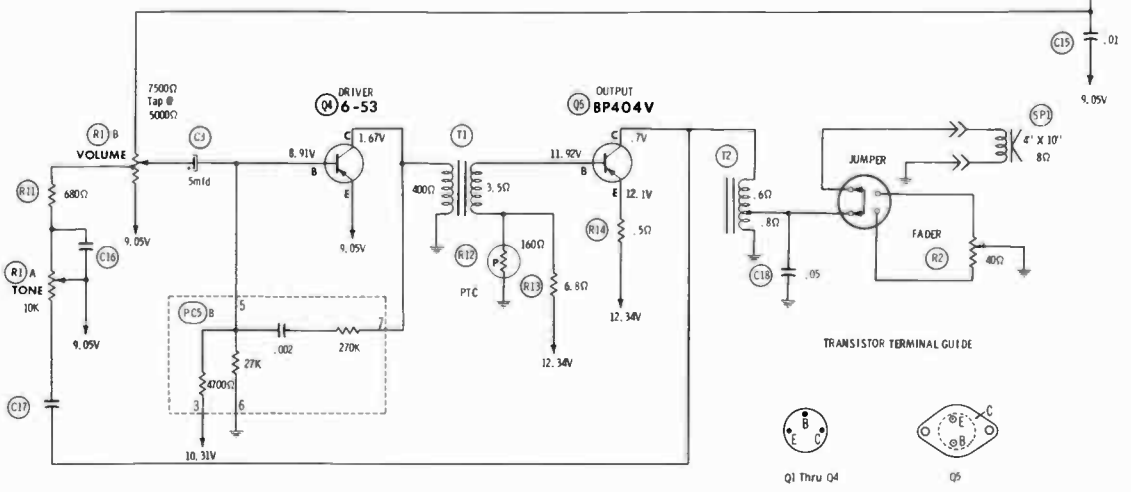 C15
.01
9.05V
7500Ω
Tap @
5000Ω
R1 B
VOLUME
C3
5mfd
R11
680Ω
9.05V
C16
R1 A
TONE
10K
9.05V
C17
DRIVER
Q4 6-53
C
1.67V
8.91V
B
E
9.05V
T1
400Ω
3.5Ω
OUTPUT
Q5 BP404V
C
.7V
11.92V
B
E
12.1V
R14
.5Ω
12.34V
R12
160Ω
P
PTC
R13
6.8Ω
12.34V
T2
.6Ω
.8Ω
C18
.05
JUMPER
FADER
R2
40Ω
SP1
4" X 10"
8Ω
PC5 B
5
7
.002
270K
27K
4700Ω
3
6
10.31V
TRANSISTOR TERMINAL GUIDE
B
E
C
Q1 Thru Q4
E
B
C
Q5